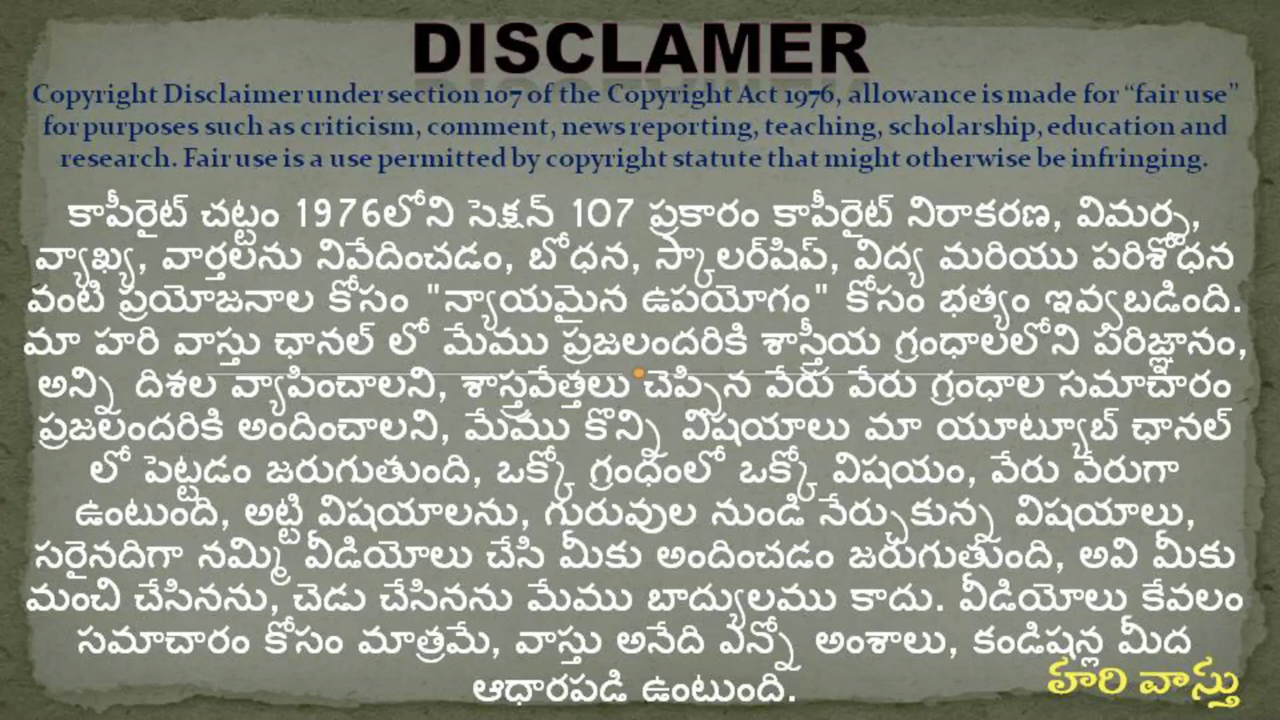 DISCLAMER
Copyright Disclaimer under section 107 of the Copyright Act 1976, allowance is made for “fair use”
for purposes such as criticism, comment, news reporting, teaching, scholarship, education and
research. Fair use is a use permitted by copyright statute that might otherwise be infringing.
కాపీరైట్ చట్టం 1976లోని సెక్షన్ 107 ప్రకారం కాపీరైట్ నిరాకరణ, విమర్శ,
వ్యాఖ్య, వార్తలను నివేదించడం, బోధన, స్కాలర్‌షిప్, విద్య మరియు పరిశోధన
వంటి ప్రయోజనాల కోసం "న్యాయమైన ఉపయోగం" కోసం భత్యం ఇవ్వబడింది.
మా హరి వాస్తు ఛానల్ లో మేము ప్రజలందరికి శాస్త్రీయ గ్రంధాలలోని పరిజ్ఞానం,
అన్ని దిశల వ్యాపించాలని, శాస్త్రవేత్తలు చెప్పిన వేరు వేరు గ్రంధాల సమాచారం
ప్రజలందరికి అందించాలని, మేము కొన్ని విషయాలు మా యూట్యూబ్ ఛానల్
లో పెట్టడం జరుగుతుంది, ఒక్కో గ్రంధంలో ఒక్కో విషయం, వేరు వేరుగా
ఉంటుంది, అట్టి విషయాలను, గురువుల నుండి నేర్చుకున్న విషయాలు,
సరైనదిగా నమ్మి వీడియోలు చేసి మీకు అందించడం జరుగుతుంది, అవి మీకు
మంచి చేసినను, చెడు చేసినను మేము బాద్యులము కాదు. వీడియోలు కేవలం
సమాచారం కోసం మాత్రమే, వాస్తు అనేది ఎన్నో అంశాలు, కండిషన్ల మీద
ఆధారపడి ఉంటుంది.
హరి వాస్తు